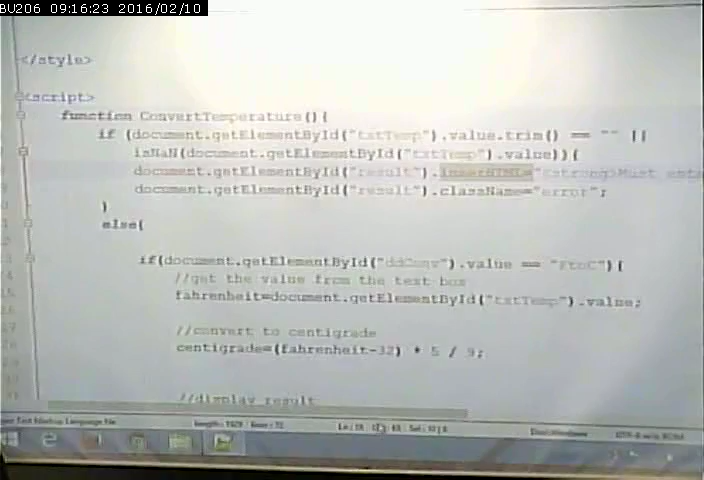 BU206 09:16:23 2016/02/10
</style>
<script>
function ConvertTemperature(){
if (document.getElementById("txtTemp").value.trim() == "" ||
isNaN(document.getElementById("txtTemp").value)){
document.getElementById("result").innerHTML="<strong>Must ente
document.getElementById("result").className="error";
}
else{
if(document.getElementById("ddConv").value == "FtoC"){
//get the value from the text box
fahrenheit=document.getElementById("txtTemp").value;
//convert to centigrade
centigrade=(fahrenheit-32) * 5 / 9;
//display result